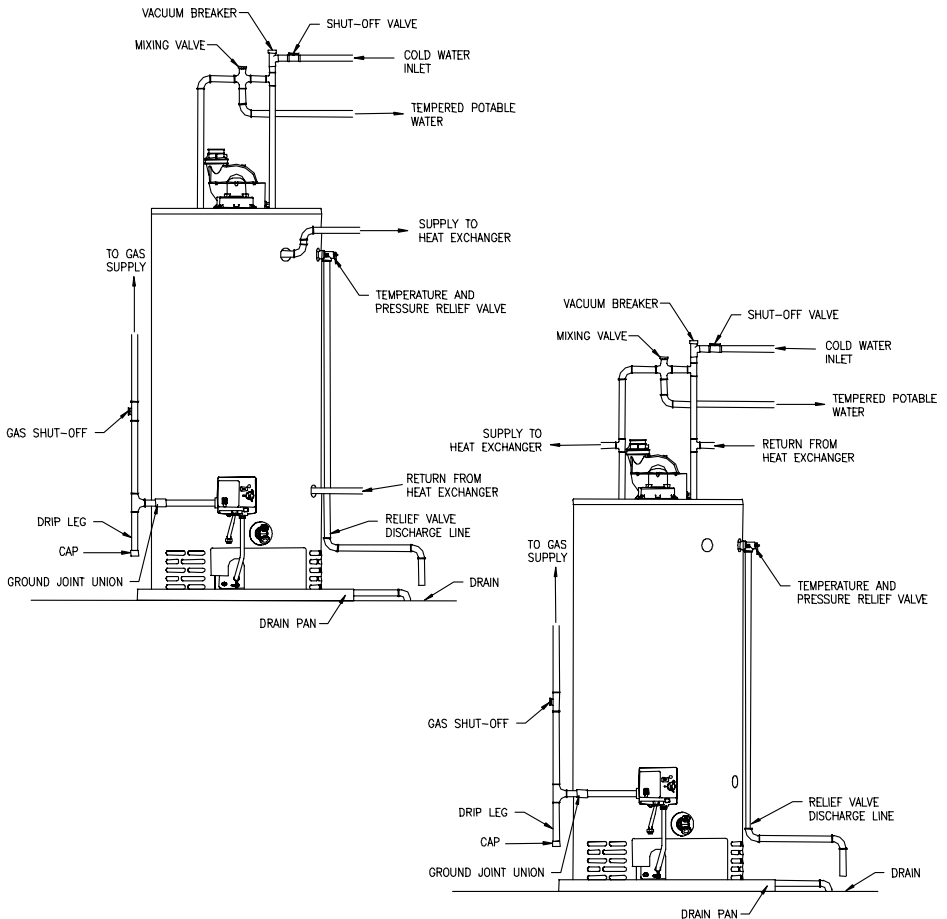 VACUUM BREAKER
SHUT-OFF VALVE
MIXING VALVE
COLD WATER
INLET
TEMPERED POTABLE
WATER
SUPPLY TO
HEAT EXCHANGER
TO GAS
SUPPLY
TEMPERATURE AND
PRESSURE RELIEF VALVE
GAS SHUT-OFF
RETURN FROM
HEAT EXCHANGER
DRIP LEG
RELIEF VALVE
DISCHARGE LINE
CAP
GROUND JOINT UNION
DRAIN
DRAIN PAN
VACUUM BREAKER
SHUT-OFF VALVE
MIXING VALVE
COLD WATER
INLET
TEMPERED POTABLE
WATER
SUPPLY TO
HEAT EXCHANGER
RETURN FROM
HEAT EXCHANGER
TO GAS
SUPPLY
TEMPERATURE AND
PRESSURE RELIEF VALVE
GAS SHUT-OFF
DRIP LEG
RELIEF VALVE
DISCHARGE LINE
CAP
GROUND JOINT UNION
DRAIN
DRAIN PAN